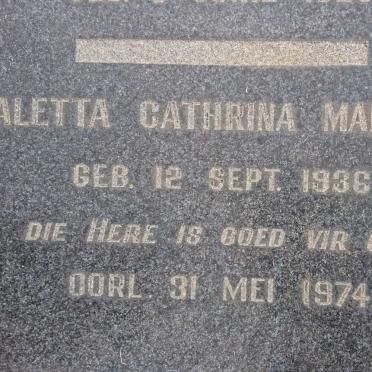 ALETTA CATHRINA MA
GEB. 12 SEPT. 1936
DIE HERE IS GOED VIR
OORL. 31 MEI 1974